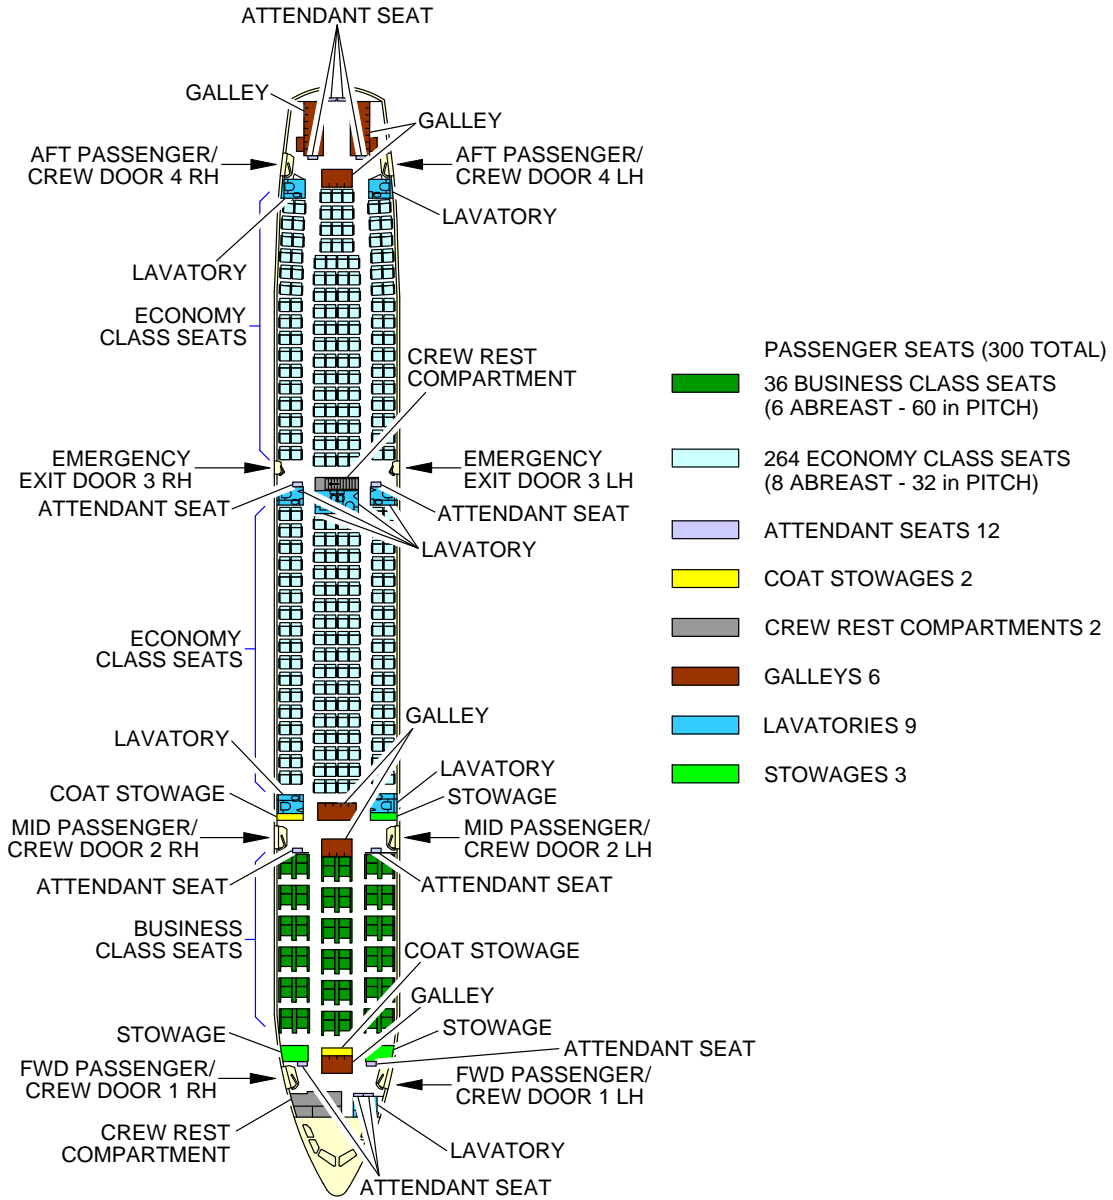 ATTENDANT SEAT
GALLEY
GALLEY
AFT PASSENGER/
CREW DOOR 4 RH
AFT PASSENGER/
CREW DOOR 4 LH
LAVATORY
LAVATORY
ECONOMY
CLASS SEATS
CREW REST
COMPARTMENT
EMERGENCY
EXIT DOOR 3 RH
EMERGENCY
EXIT DOOR 3 LH
ATTENDANT SEAT
ATTENDANT SEAT
LAVATORY
ECONOMY
CLASS SEATS
GALLEY
LAVATORY
LAVATORY
COAT STOWAGE
STOWAGE
MID PASSENGER/
CREW DOOR 2 RH
MID PASSENGER/
CREW DOOR 2 LH
ATTENDANT SEAT
ATTENDANT SEAT
BUSINESS
CLASS SEATS
COAT STOWAGE
GALLEY
STOWAGE
STOWAGE
ATTENDANT SEAT
FWD PASSENGER/
CREW DOOR 1 RH
FWD PASSENGER/
CREW DOOR 1 LH
CREW REST
COMPARTMENT
LAVATORY
ATTENDANT SEAT
PASSENGER SEATS (300 TOTAL)
36 BUSINESS CLASS SEATS
(6 ABREAST - 60 in PITCH)
264 ECONOMY CLASS SEATS
(8 ABREAST - 32 in PITCH)
ATTENDANT SEATS 12
COAT STOWAGES 2
CREW REST COMPARTMENTS 2
GALLEYS 6
LAVATORIES 9
STOWAGES 3